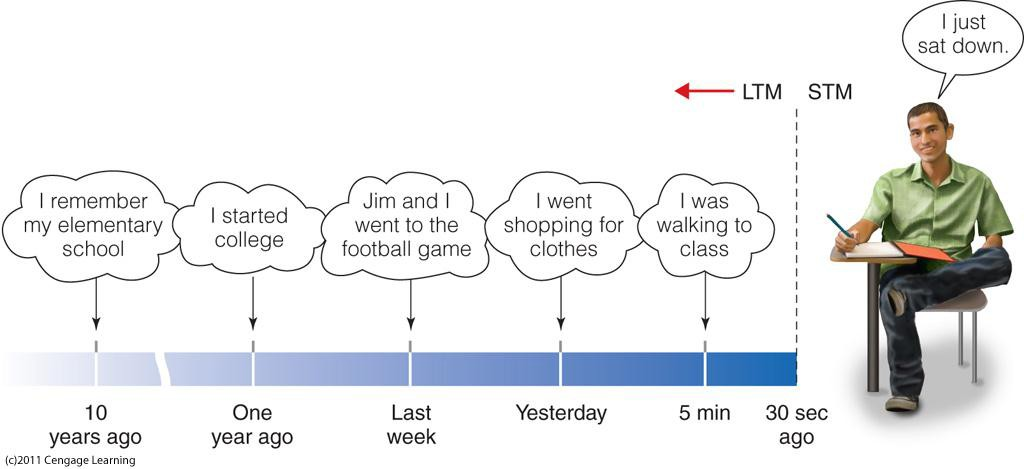 I just
sat down.
LTM
STM
I remember
my elementary
school
I started
college
Jim and I
went to the
football game
I went
shopping for
clothes
I was
walking to
class
10
years ago
One
year ago
Last
week
Yesterday
5 min
30 sec
ago
(c)2011 Cengage Learning